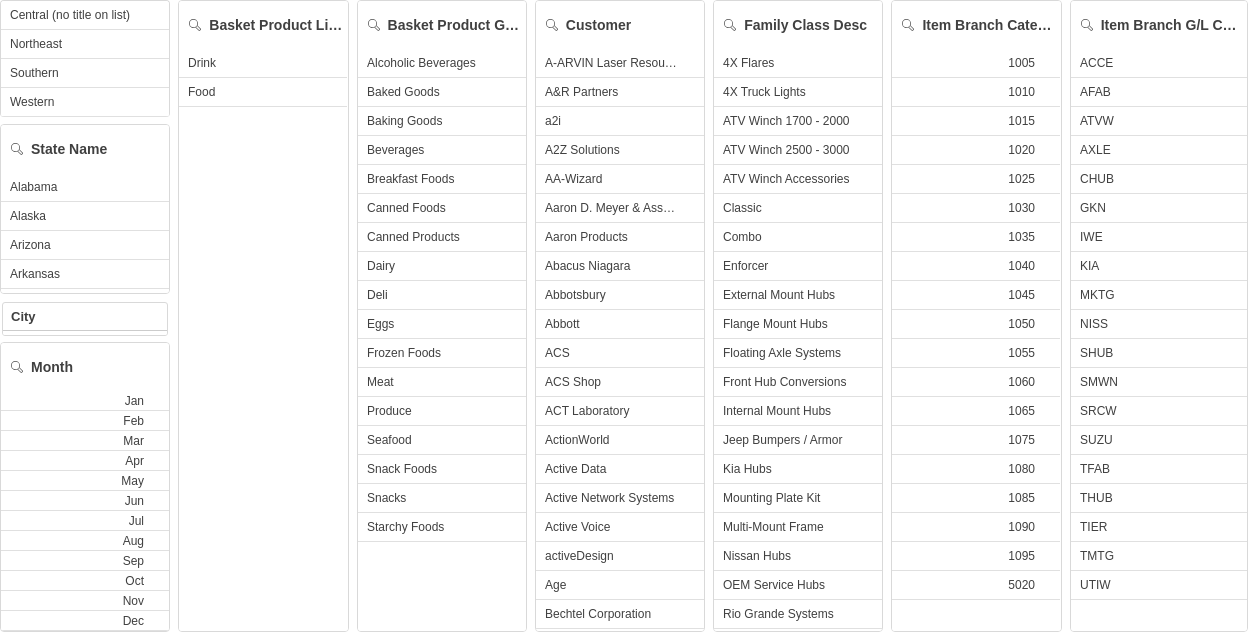 Central (no title on list)
Northeast
Southern
Western
State Name
Alabama
Alaska
Arizona
Arkansas
City
Month
Jan
Feb
Mar
Apr
May
Jun
Jul
Aug
Sep
Oct
Nov
Dec
Basket Product Li...
Drink
Food
Basket Product G...
Alcoholic Beverages
Baked Goods
Baking Goods
Beverages
Breakfast Foods
Canned Foods
Canned Products
Dairy
Deli
Eggs
Frozen Foods
Meat
Produce
Seafood
Snack Foods
Snacks
Starchy Foods
Customer
A-ARVIN Laser Resou...
A&R Partners
a2i
A2Z Solutions
AA-Wizard
Aaron D. Meyer & Ass...
Aaron Products
Abacus Niagara
Abbotsbury
Abbott
ACS
ACS Shop
ACT Laboratory
ActionWorld
Active Data
Active Network Systems
Active Voice
activeDesign
Age
Bechtel Corporation
Family Class Desc
4X Flares
4X Truck Lights
ATV Winch 1700 - 2000
ATV Winch 2500 - 3000
ATV Winch Accessories
Classic
Combo
Enforcer
External Mount Hubs
Flange Mount Hubs
Floating Axle Systems
Front Hub Conversions
Internal Mount Hubs
Jeep Bumpers / Armor
Kia Hubs
Mounting Plate Kit
Multi-Mount Frame
Nissan Hubs
OEM Service Hubs
Rio Grande Systems
Item Branch Cate...
1005
1010
1015
1020
1025
1030
1035
1040
1045
1050
1055
1060
1065
1075
1080
1085
1090
1095
5020
Item Branch G/L C...
ACCE
AFAB
ATVW
AXLE
CHUB
GKN
IWE
KIA
MKTG
NISS
SHUB
SMWN
SRCW
SUZU
TFAB
THUB
TIER
TMTG
UTIW